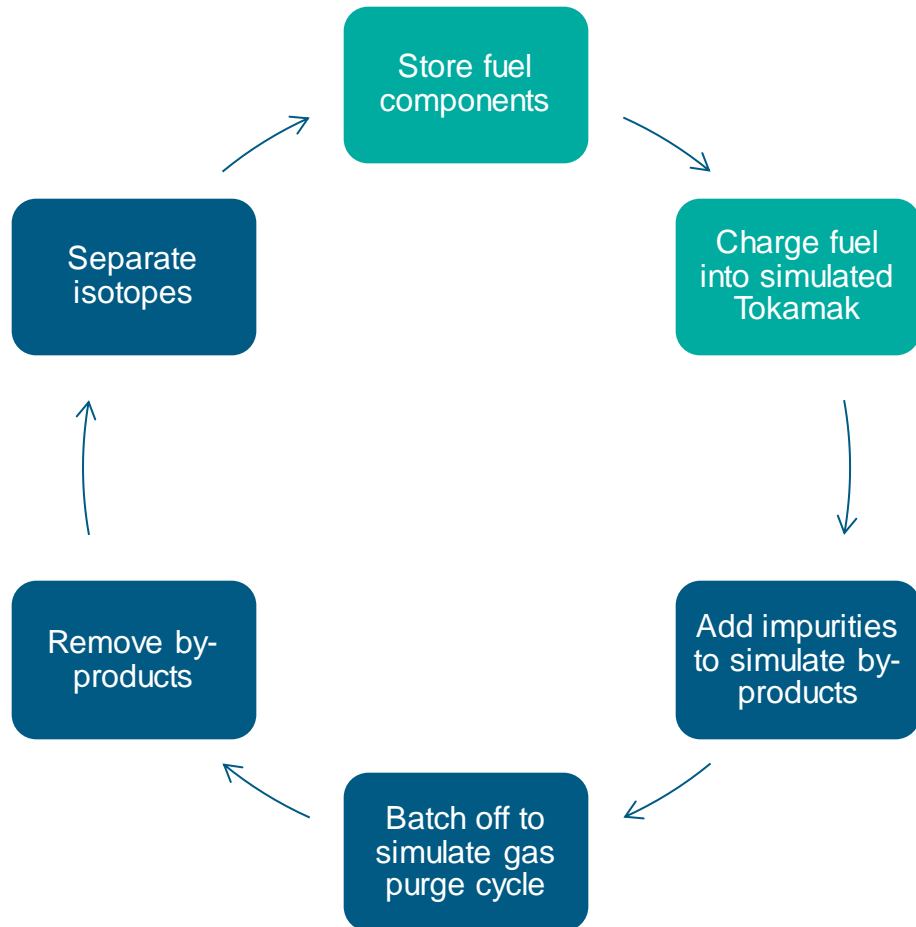 Store fuel
components
Charge fuel
into simulated
Tokamak
Add impurities
to simulate by-
products
Batch off to
simulate gas
purge cycle
Remove by-
products
Separate
isotopes